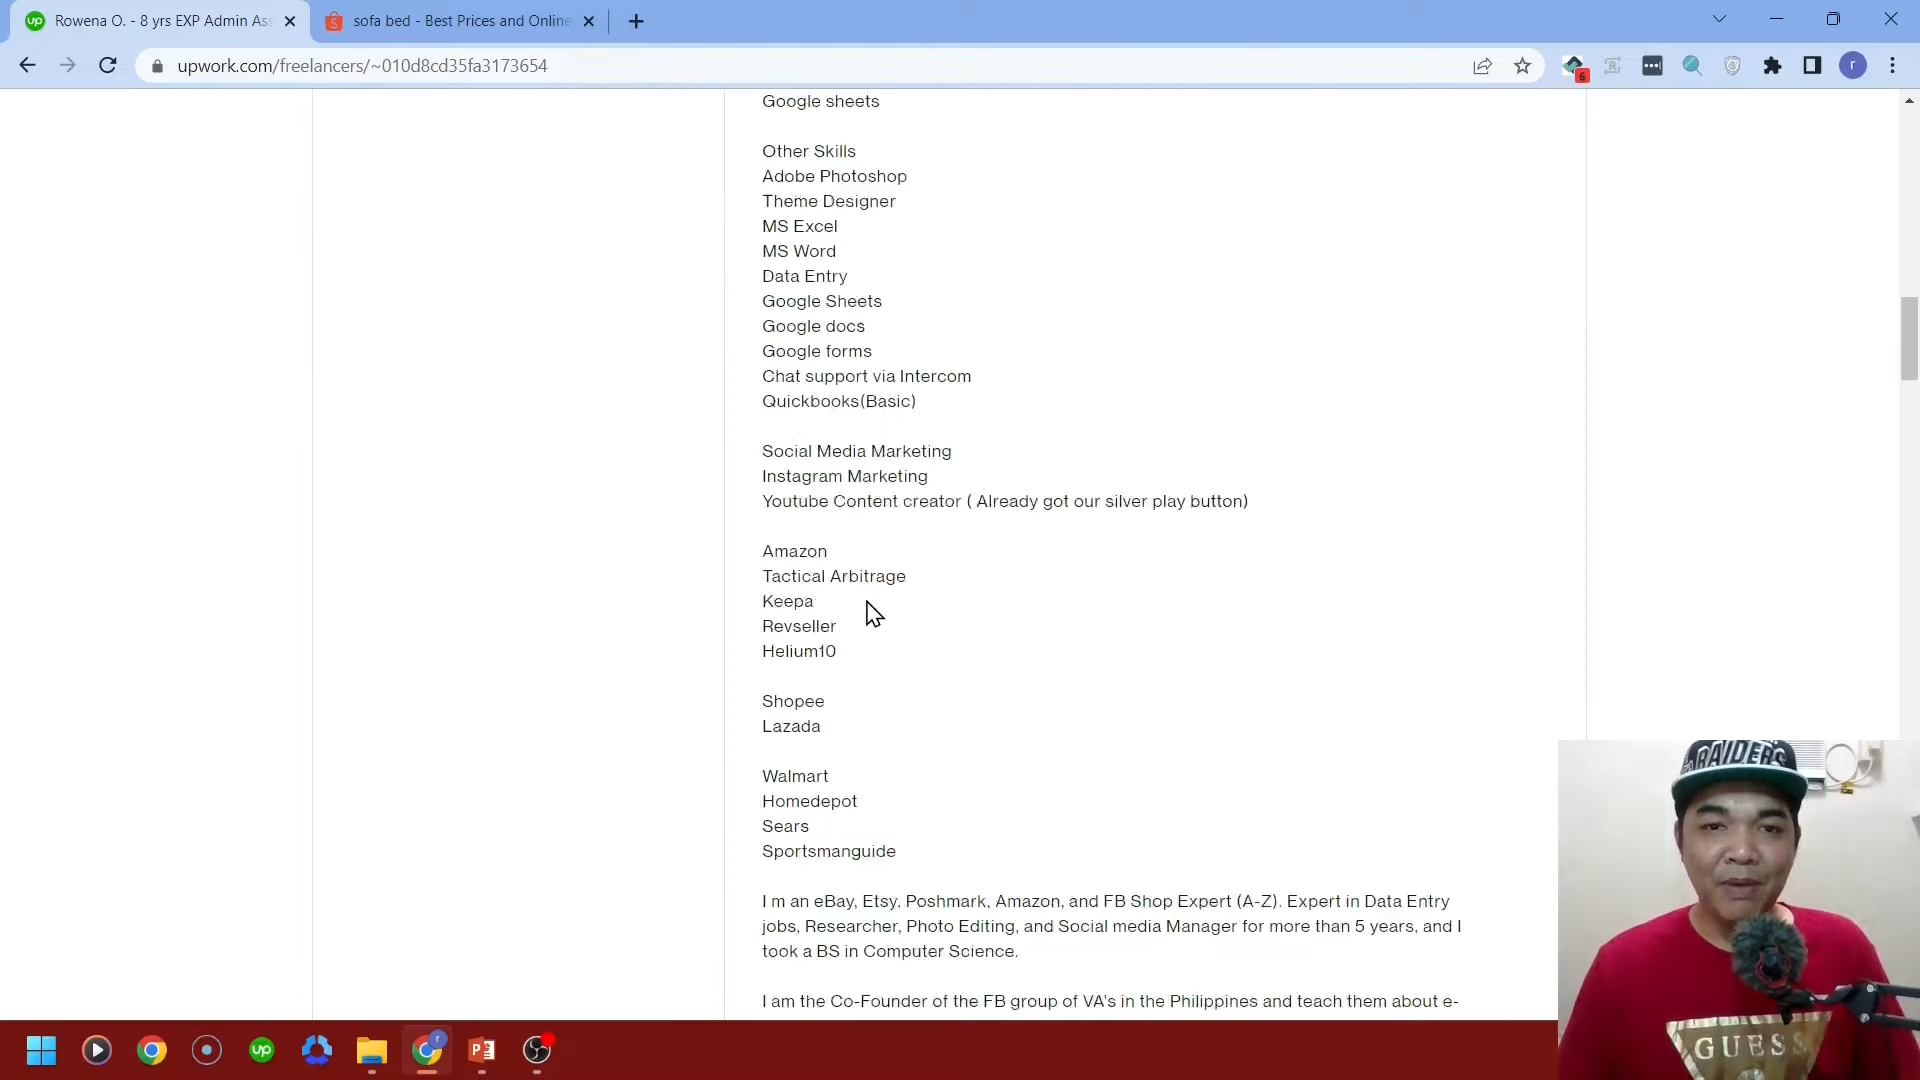 Rowena O. - 8 yrs EXP Admin Ass
sofa bed - Best Prices and Online
upwork.com/freelancers/~010d8cd35fa3173654
6
r
Google sheets
Other Skills
Adobe Photoshop
Theme Designer
MS Excel
MS Word
Data Entry
Google Sheets
Google docs
Google forms
Chat support via Intercom
Quickbooks(Basic)
Social Media Marketing
Instagram Marketing
Youtube Content creator ( Already got our silver play button)
Amazon
Tactical Arbitrage
Keepa
Revseller
Helium10
Shopee
Lazada
Walmart
Homedepot
Sears
Sportsmanguide
I m an eBay, Etsy, Poshmark, Amazon, and FB Shop Expert (A-Z). Expert in Data Entry
jobs, Researcher, Photo Editing, and Social media Manager for more than 5 years, and I
took a BS in Computer Science.
I am the Co-Founder of the FB group of VA's in the Philippines and teach them about e-
RAIDERS
GUESS